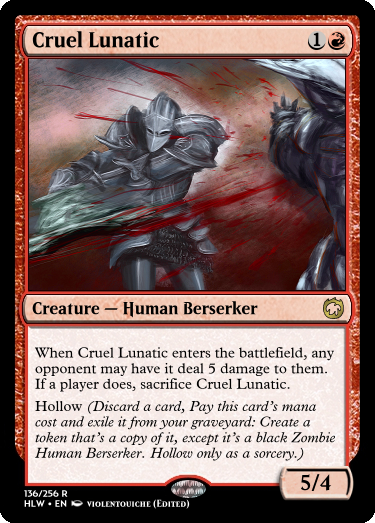 Cruel Lunatic 1
Creature — Human Berserker
When Cruel Lunatic enters the battlefield, any
opponent may have it deal 5 damage to them.
If a player does, sacrifice Cruel Lunatic.
Hollow (Discard a card, Pay this card's mana
cost and exile it from your graveyard: Create a
token that's a copy of it, except it's a black Zombie
Human Berserker. Hollow only as a sorcery.)
5/4
136/256 R
HLW • EN VIOLENTOUICHE (Edited)